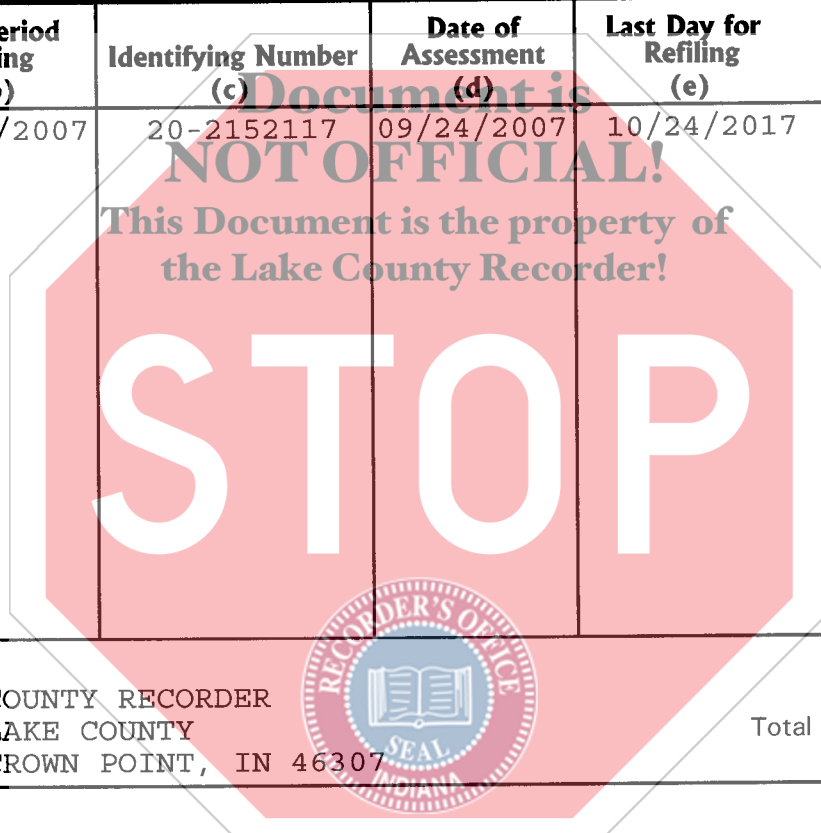 eriod
ing
)
Identifying Number
(c)
Date of
Assessment
(d)
Last Day for
Refiling
(e)
/2007 20-2152117 09/24/2007 10/24/2017
Document is
NOT OFFICIAL!
This Document is the property of
the Lake County Recorder!
STOP
RECORDER'S OFFICE
SEAL
INDIANA
OUNTY RECORDER
AKE COUNTY
ROWN POINT, IN 46307
Total